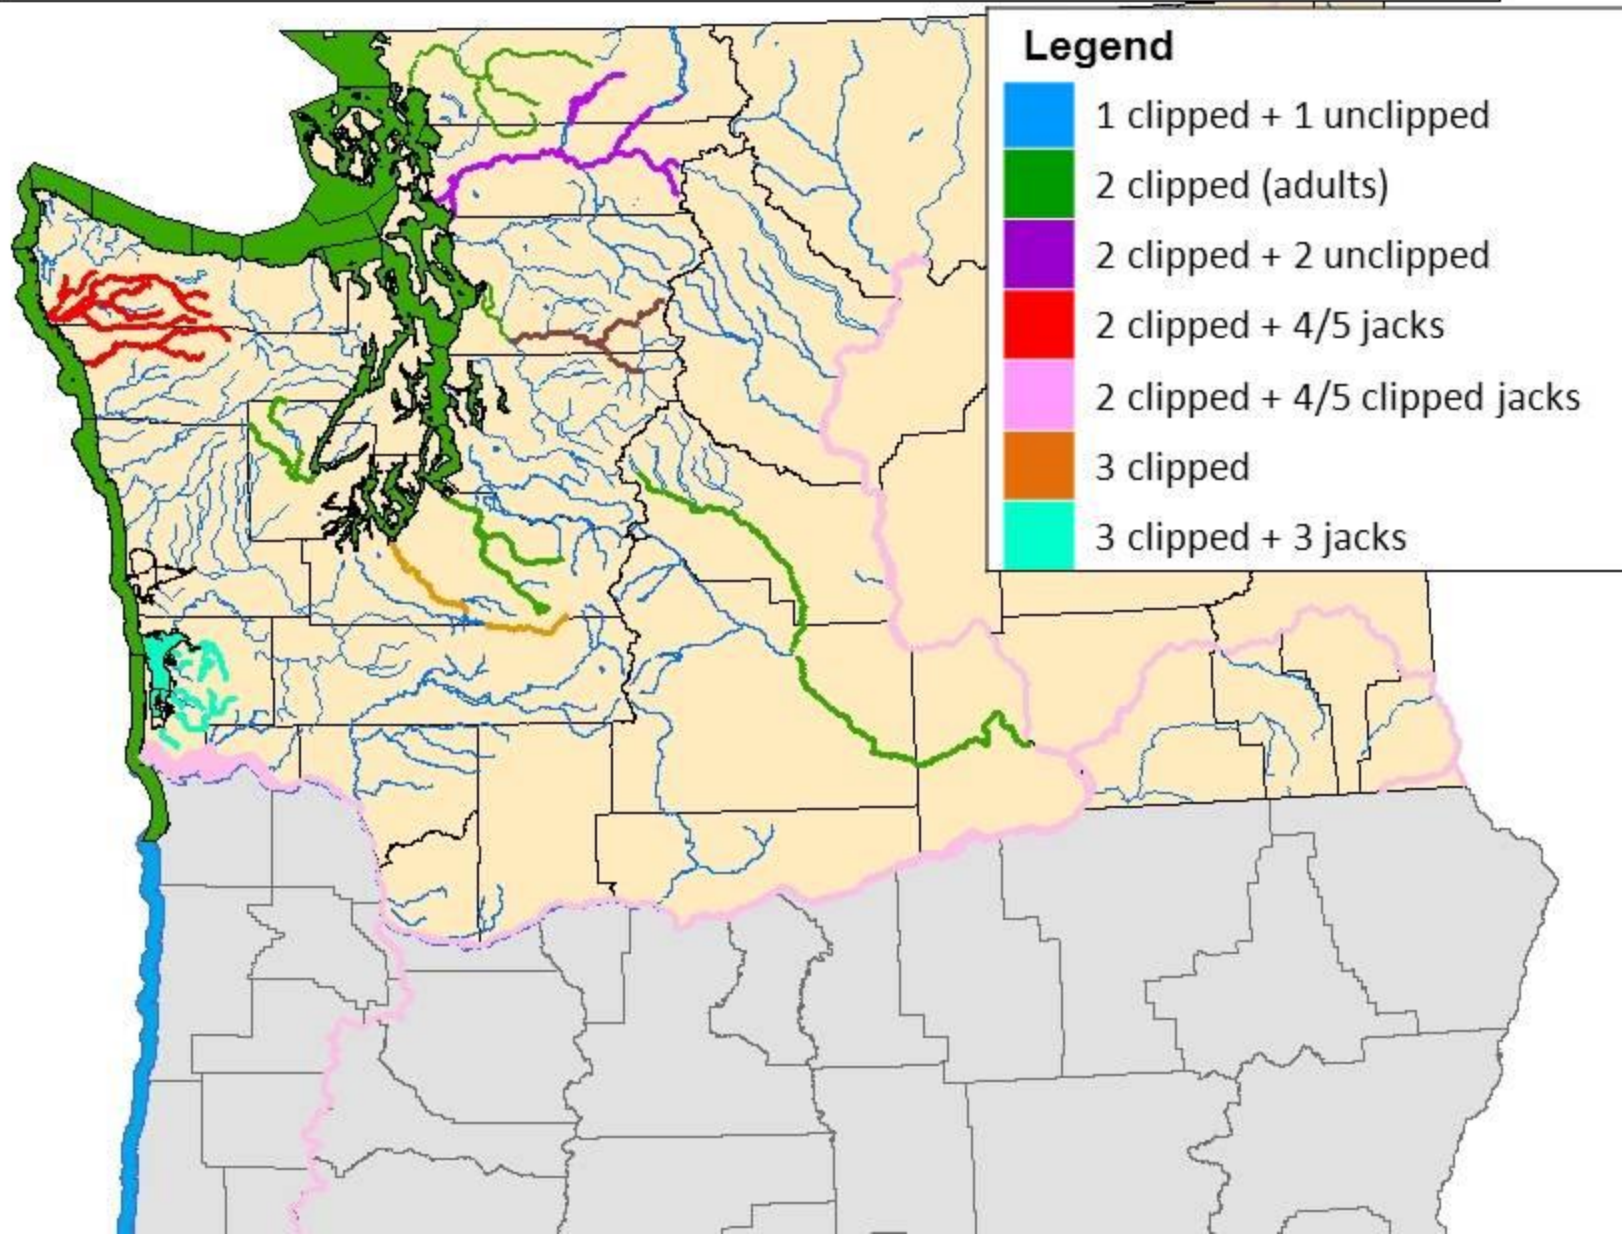 Legend
1 clipped + 1 unclipped
2 clipped (adults)
2 clipped + 2 unclipped
2 clipped + 4/5 jacks
2 clipped + 4/5 clipped jacks
3 clipped
3 clipped + 3 jacks